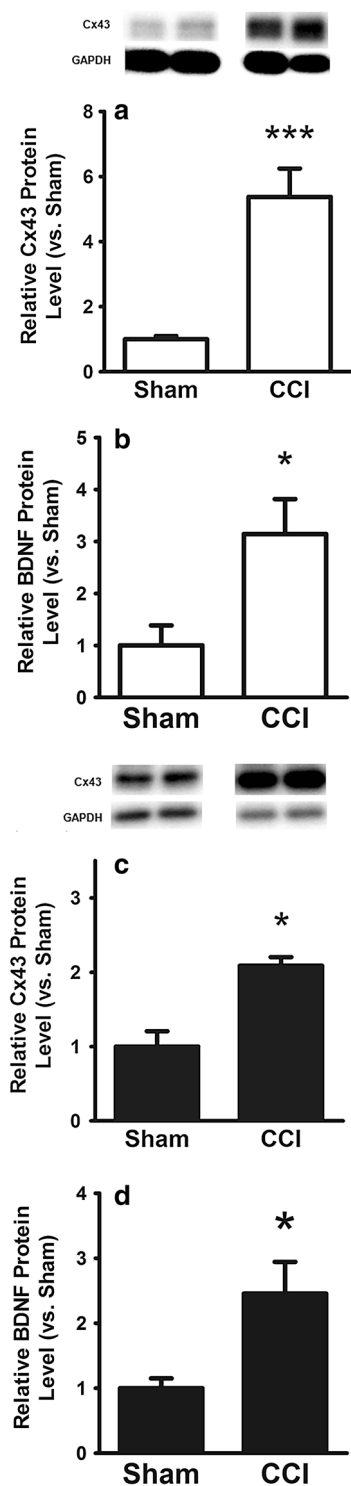 Cx43
GAPDH
a
***
Relative Cx43 Protein
Level (vs. Sham)
8
6
4
2
0
Sham CCI
b
*
Relative BDNF Protein
Level (vs. Sham)
5
4
3
2
1
0
Sham CCI
Cx43
GAPDH
c
*
Relative Cx43 Protein
Level (vs. Sham)
3
2
1
0
Sham CCI
d
*
Relative BDNF Protein
Level (vs. Sham)
4
3
2
1
0
Sham CCI